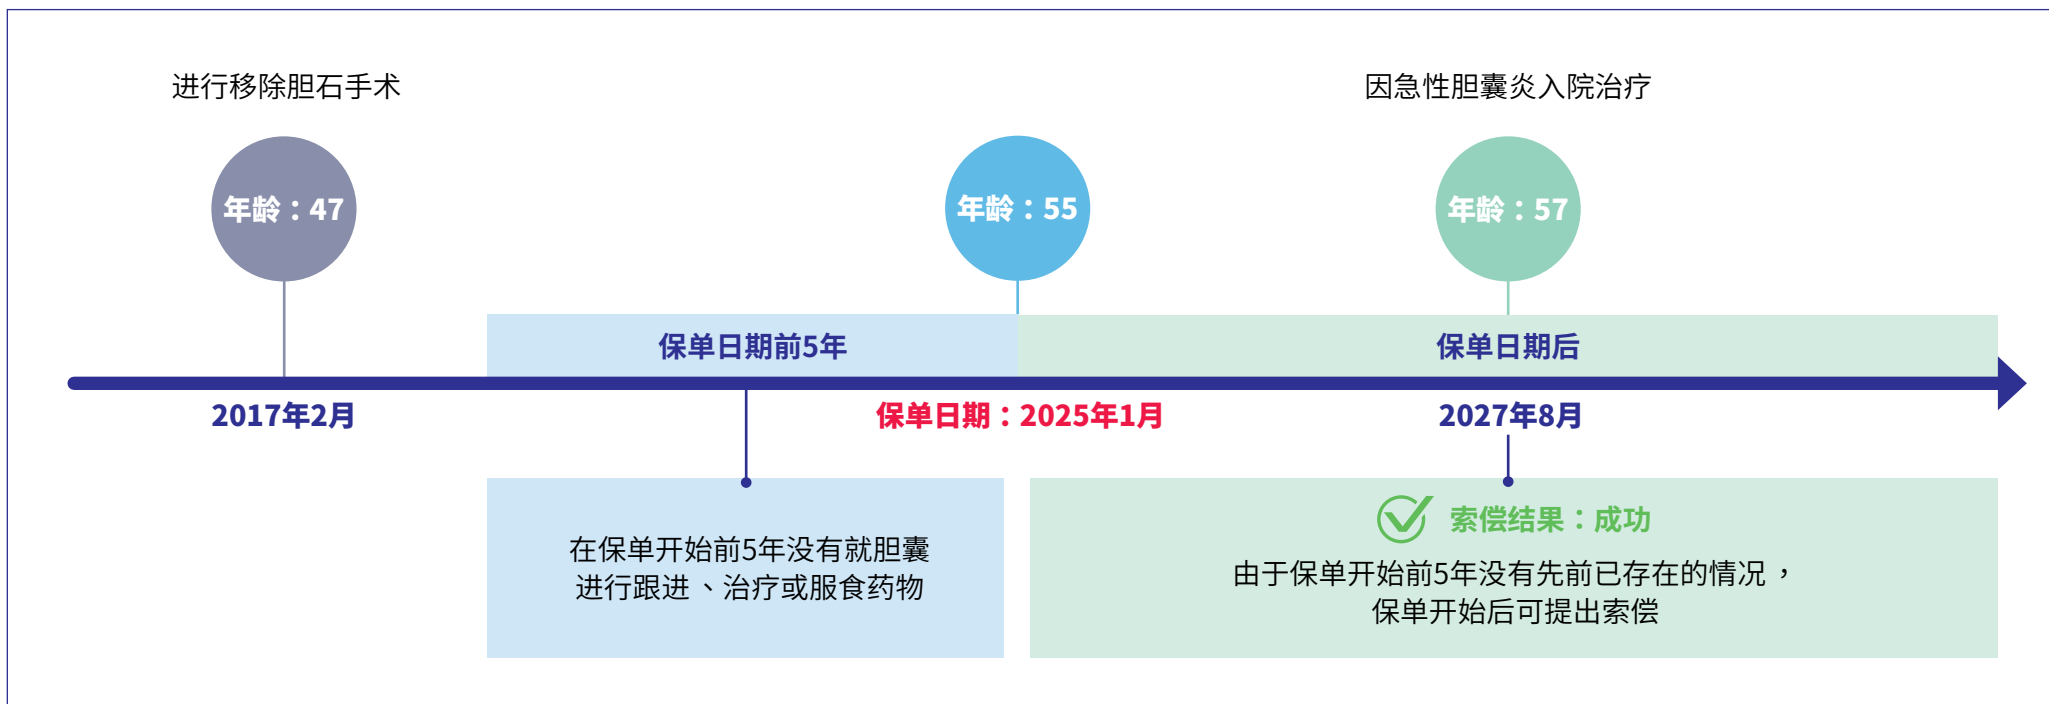 进行移除胆石手术
因急性胆囊炎入院治疗
年龄：47
年龄：55
年龄：57
保单日期前5年
保单日期后
2017年2月
保单日期：2025年1月
2027年8月
在保单开始前5年没有就胆囊
进行跟进、治疗或服食药物
索偿结果：成功
由于保单开始前5年没有先前已存在的情况，
保单开始后可提出索偿